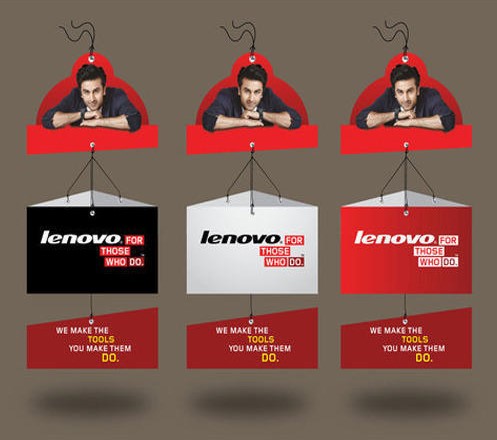 lenovo. FOR
THOSE
WHO DO.
WE MAKE THE
TOOLS
YOU MAKE THEM
DO.
lenovo. FOR
THOSE
WHO DO.
WE MAKE THE
TOOLS
YOU MAKE THEM
DO.
lenovo. FOR
THOSE
WHO DO.
WE MAKE THE
TOOLS
YOU MAKE THEM
DO.